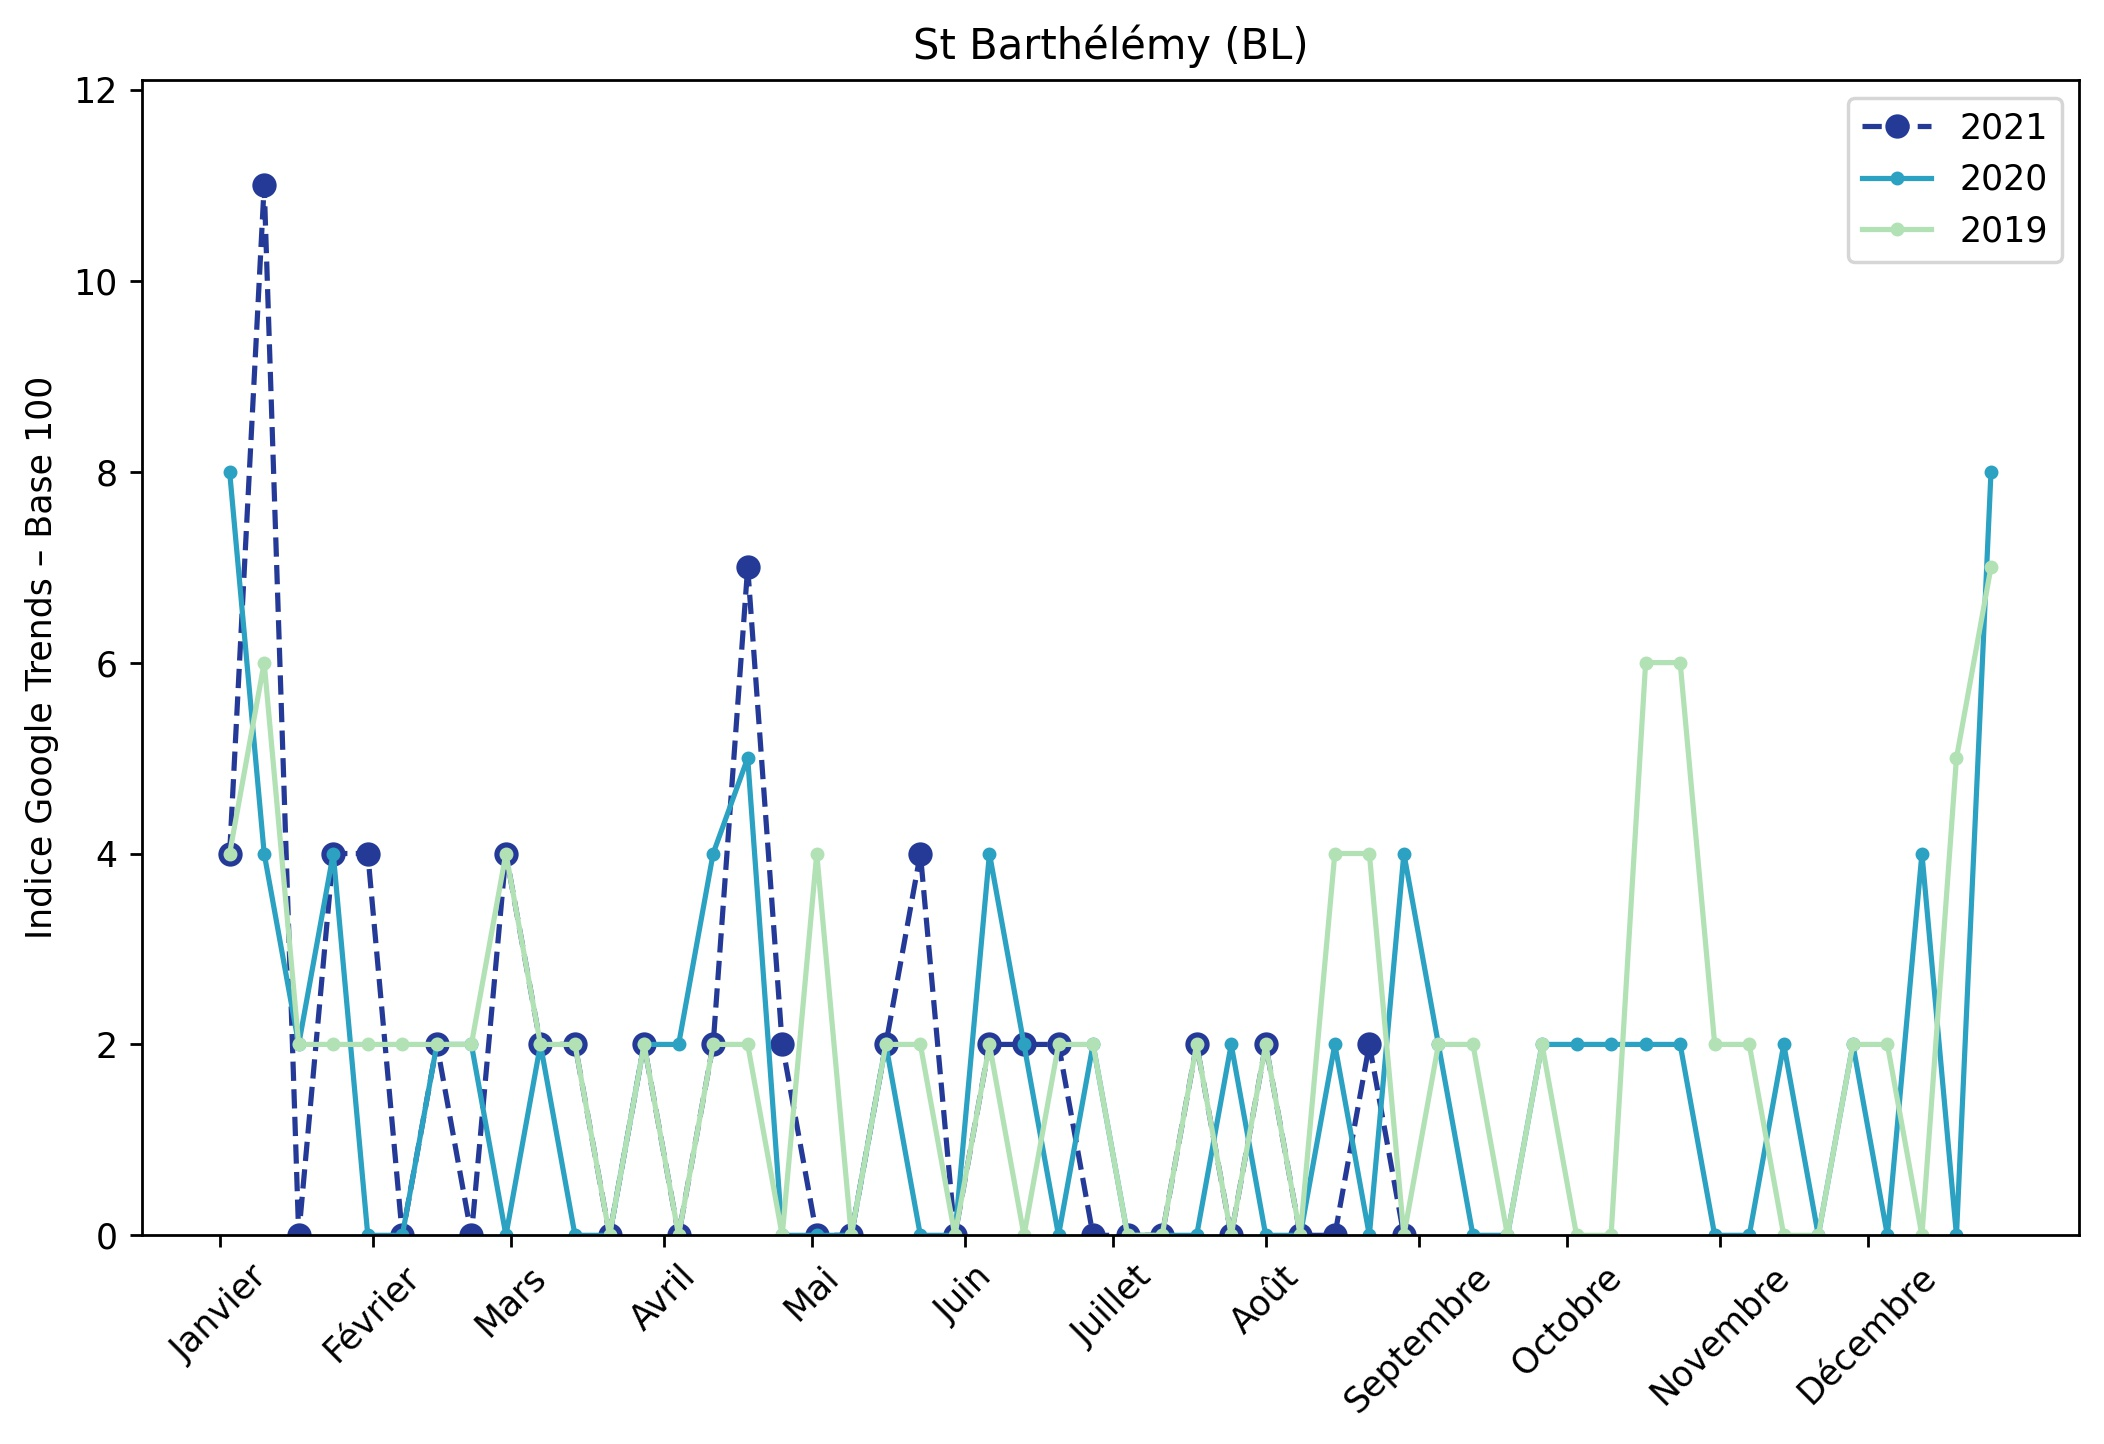 St Barthélémy (BL)
12
10
8
6
4
2
0
Indice Google Trends – Base 100
2021
2020
2019
Janvier
Février
Mars
Avril
Mai
Juin
Juillet
Août
Septembre
Octobre
Novembre
Décembre